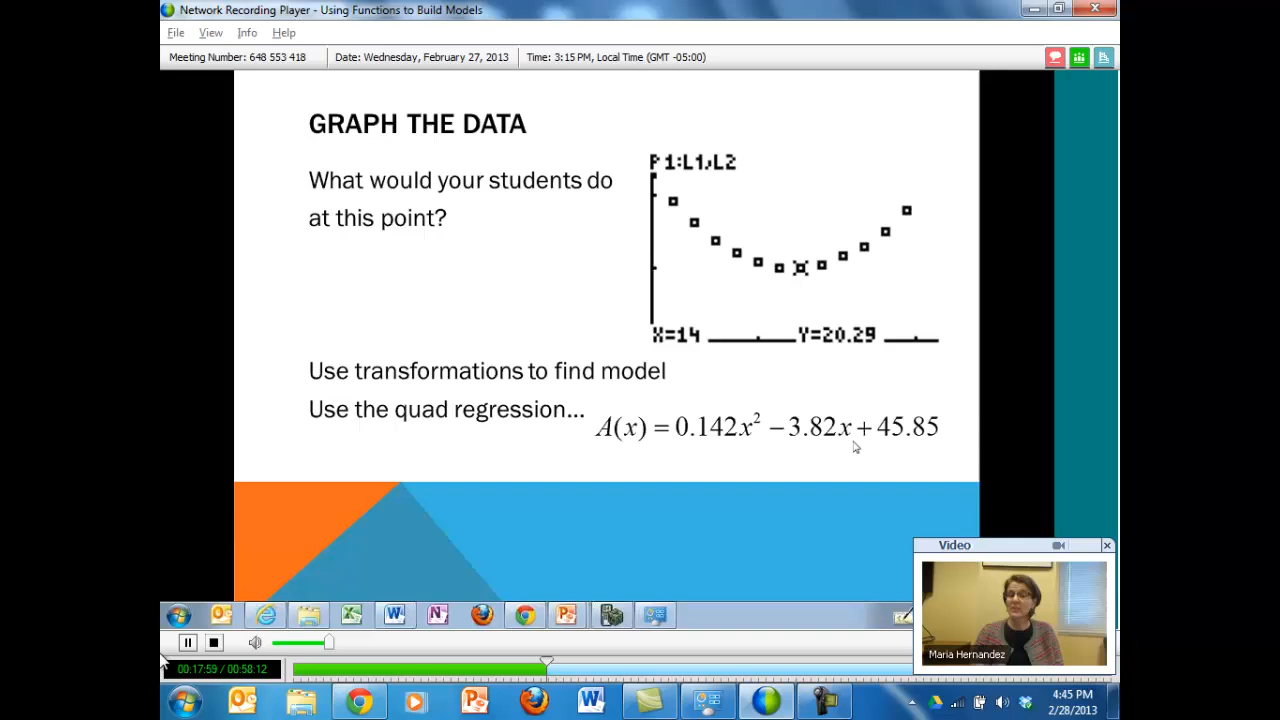 Network Recording Player - Using Functions to Build Models
File View Info Help
Meeting Number: 648 553 418 Date: Wednesday, February 27, 2013 Time: 3:15 PM, Local Time (GMT -05:00)
GRAPH THE DATA
What would your students do
at this point?
P1:L1,L2
X=14 Y=20.29
Use transformations to find model
Use the quad regression...
A(x) = 0.142x² − 3.82x + 45.85
Video
Maria Hernandez
00:17:59 / 00:58:12
4:45 PM
2/28/2013